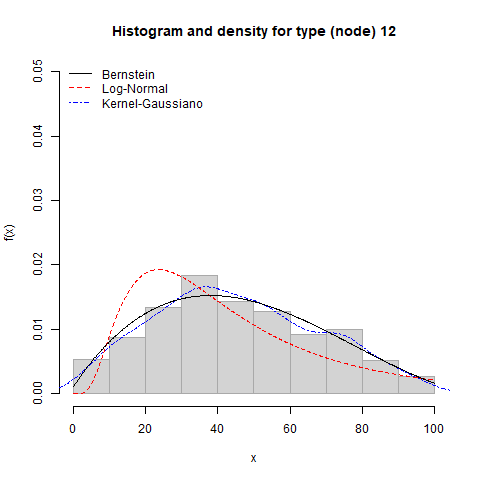 Histogram and density for type (node) 12
Bernstein
Log-Normal
Kernel-Gaussiano
f(x)
0.05
0.04
0.03
0.02
0.01
0.00
0 20 40 60 80 100
x